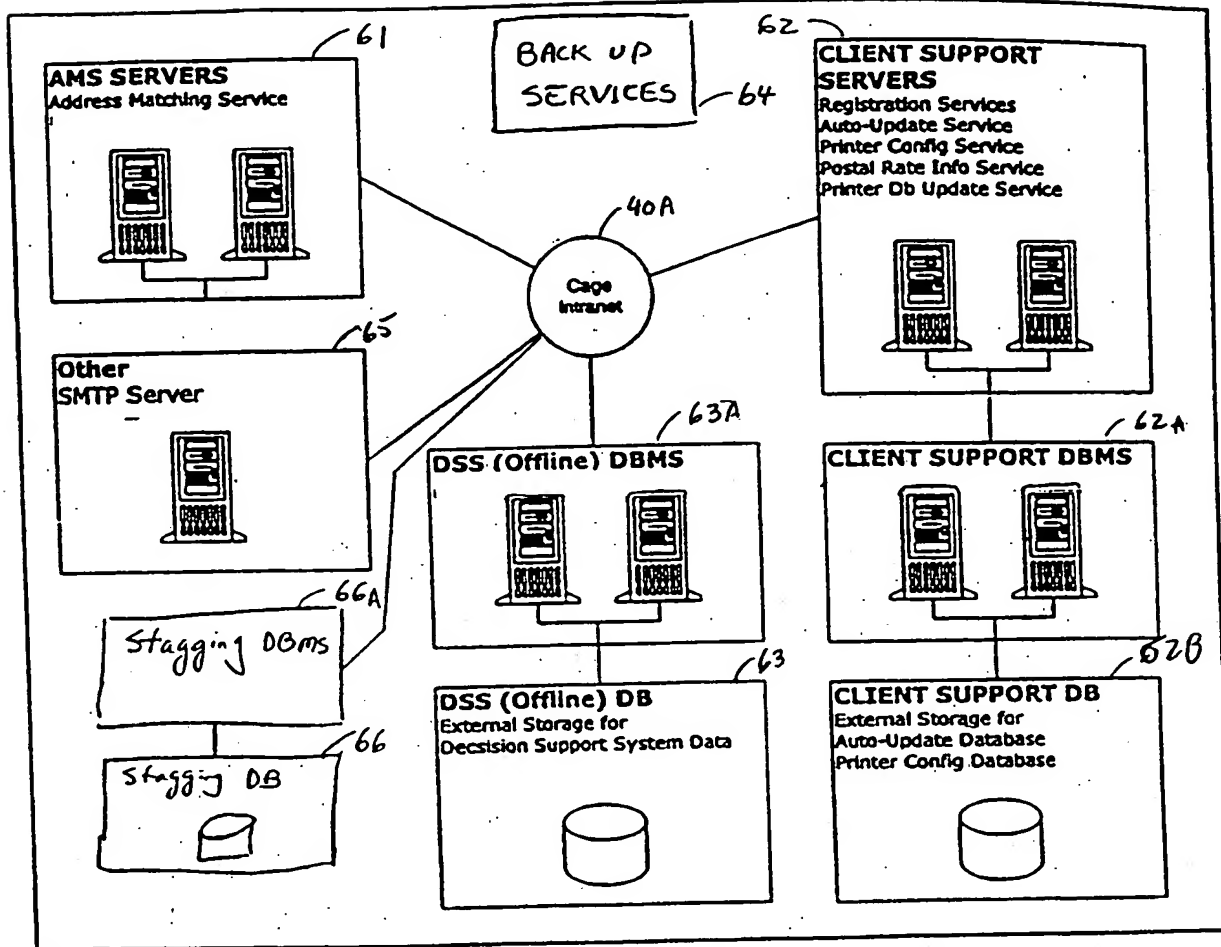 61
AMS SERVERS
Address Matching Service
BACK UP
SERVICES
64
62
CLIENT SUPPORT
SERVERS
Registration Services
Auto-Update Service
Printer Config Service
Postal Rate Info Service
Printer Db Update Service
40A
Cage
Intranet
65
Other
SMTP Server
63A
DSS (Offline) DBMS
62A
CLIENT SUPPORT DBMS
66A
Stagging DBms
63
DSS (Offline) DB
External Storage for
Decsision Support System Data
62B
CLIENT SUPPORT DB
External Storage for
Auto-Update Database
Printer Config Database
66
Stagging DB